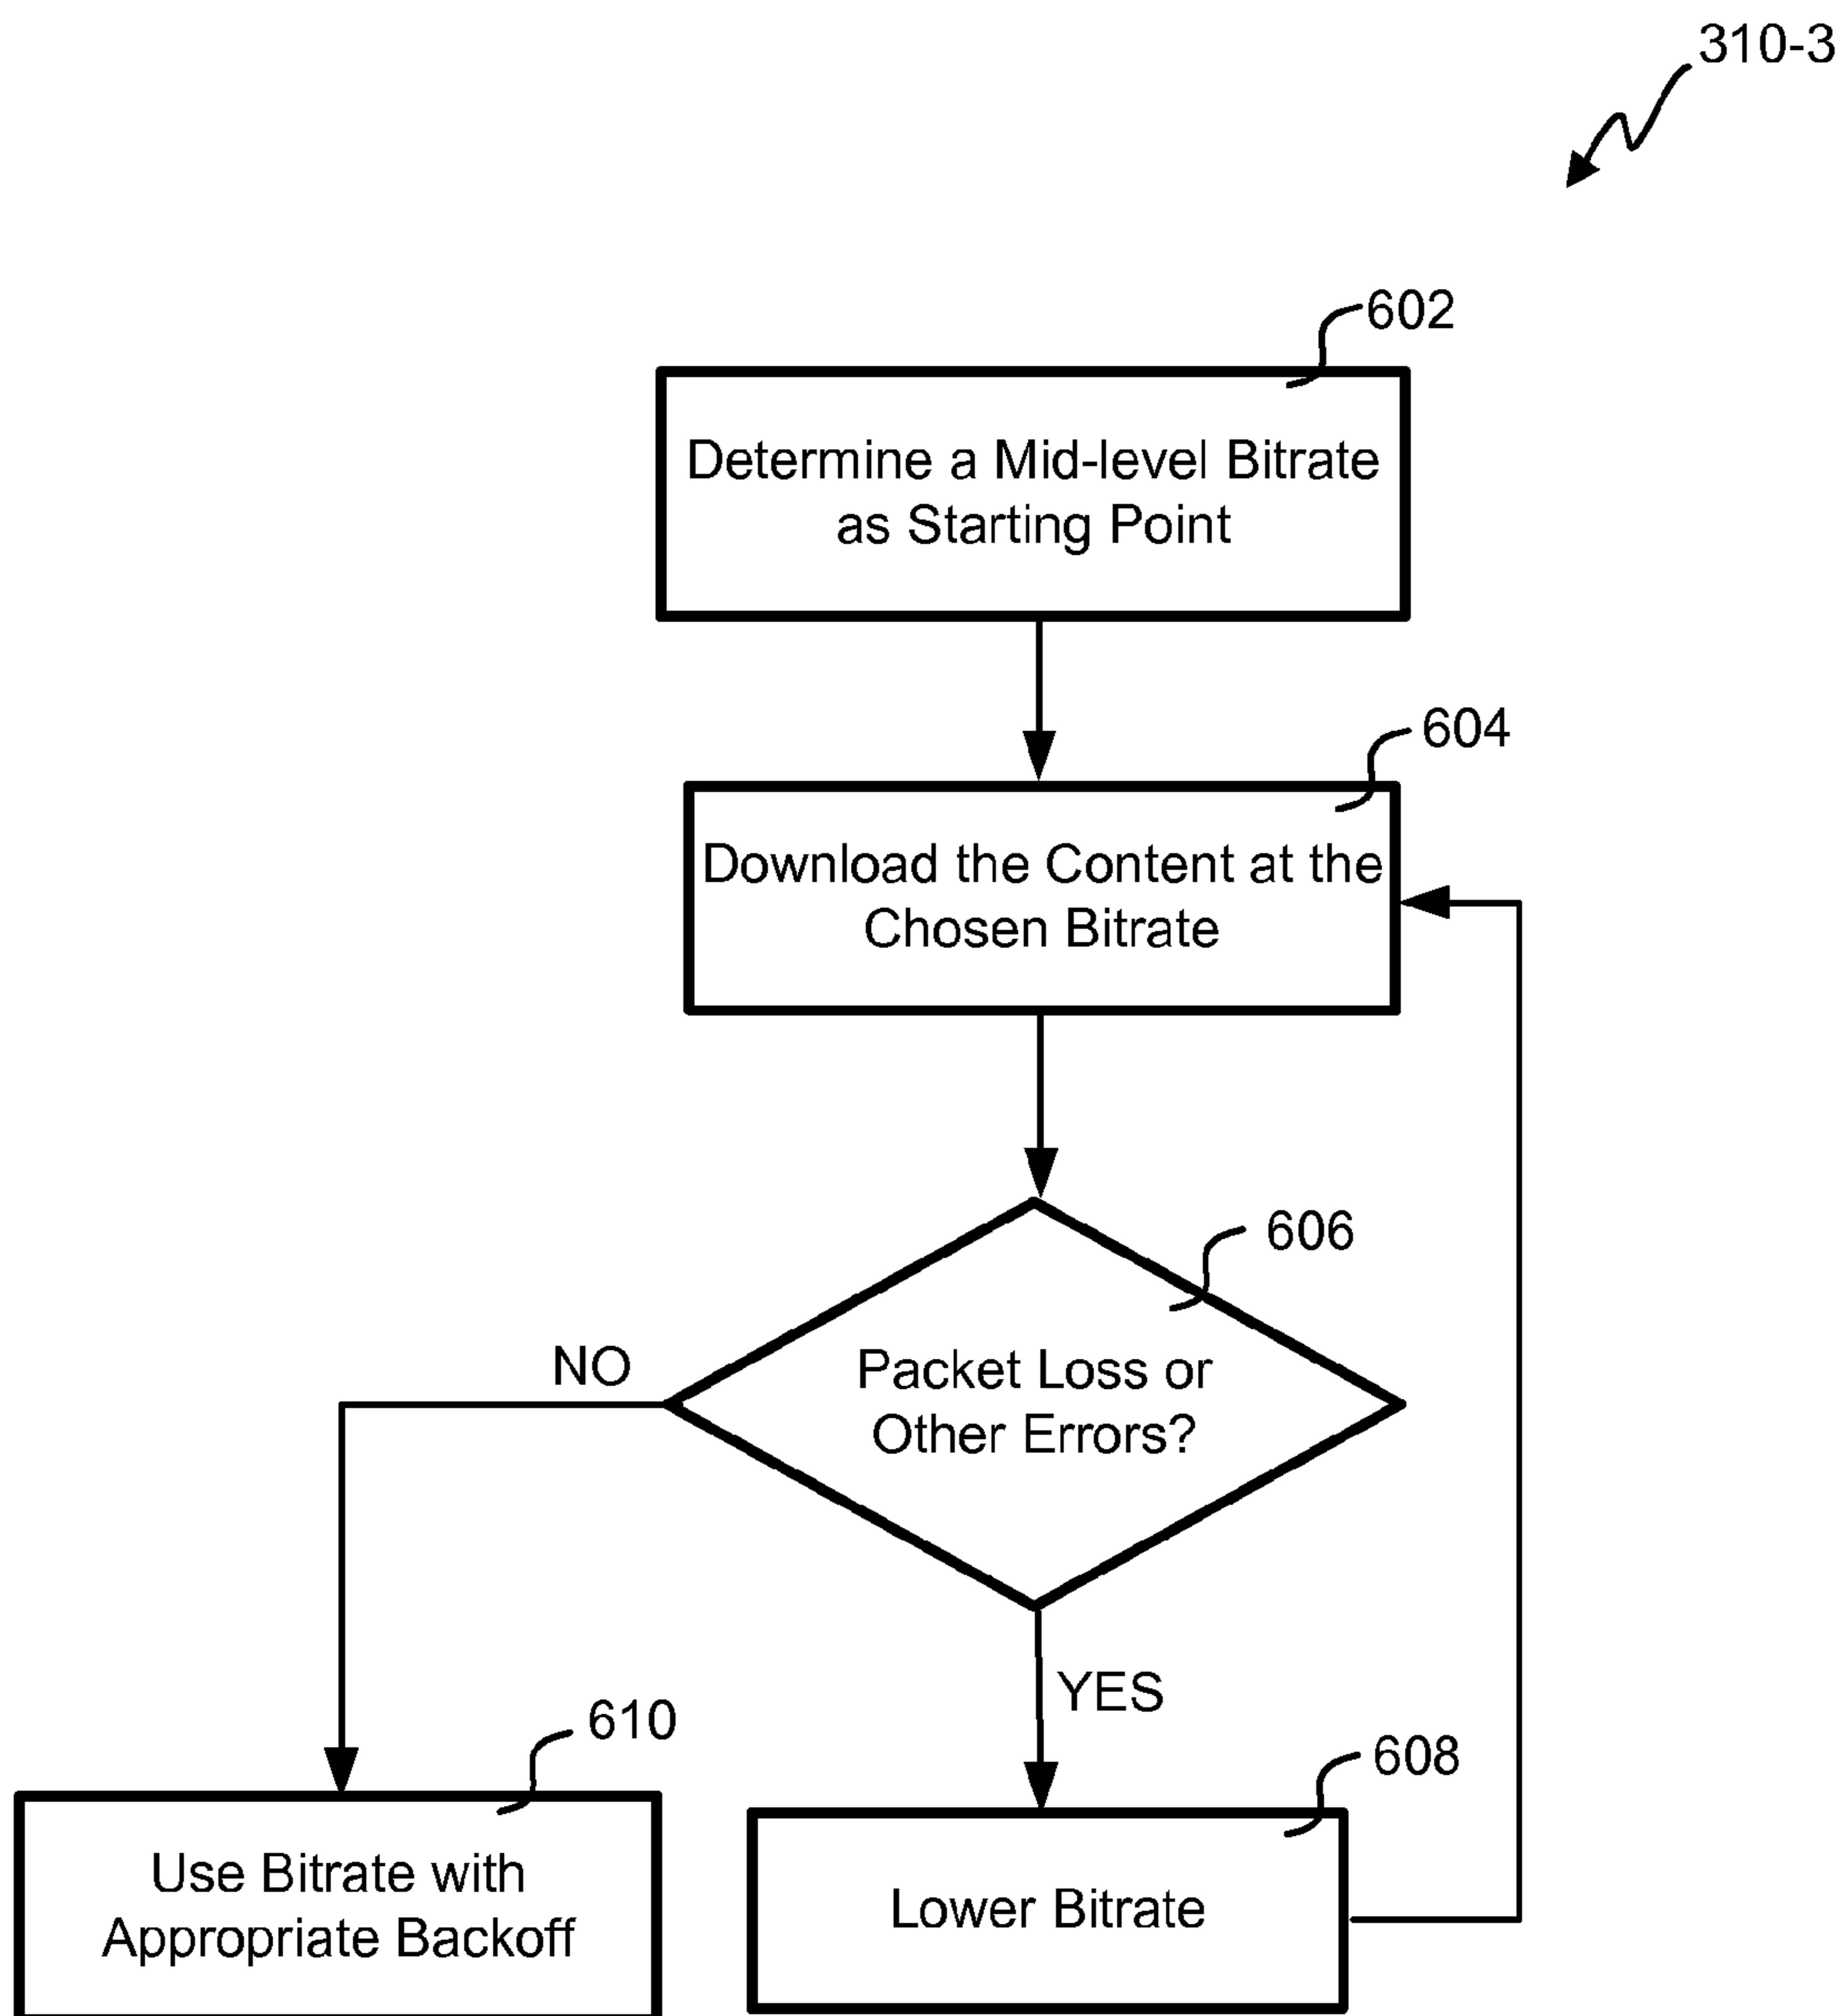 310-3
602
Determine a Mid-level Bitrate
as Starting Point
604
Download the Content at the
Chosen Bitrate
606
Packet Loss or
Other Errors?
NO
YES
610
Use Bitrate with
Appropriate Backoff
608
Lower Bitrate